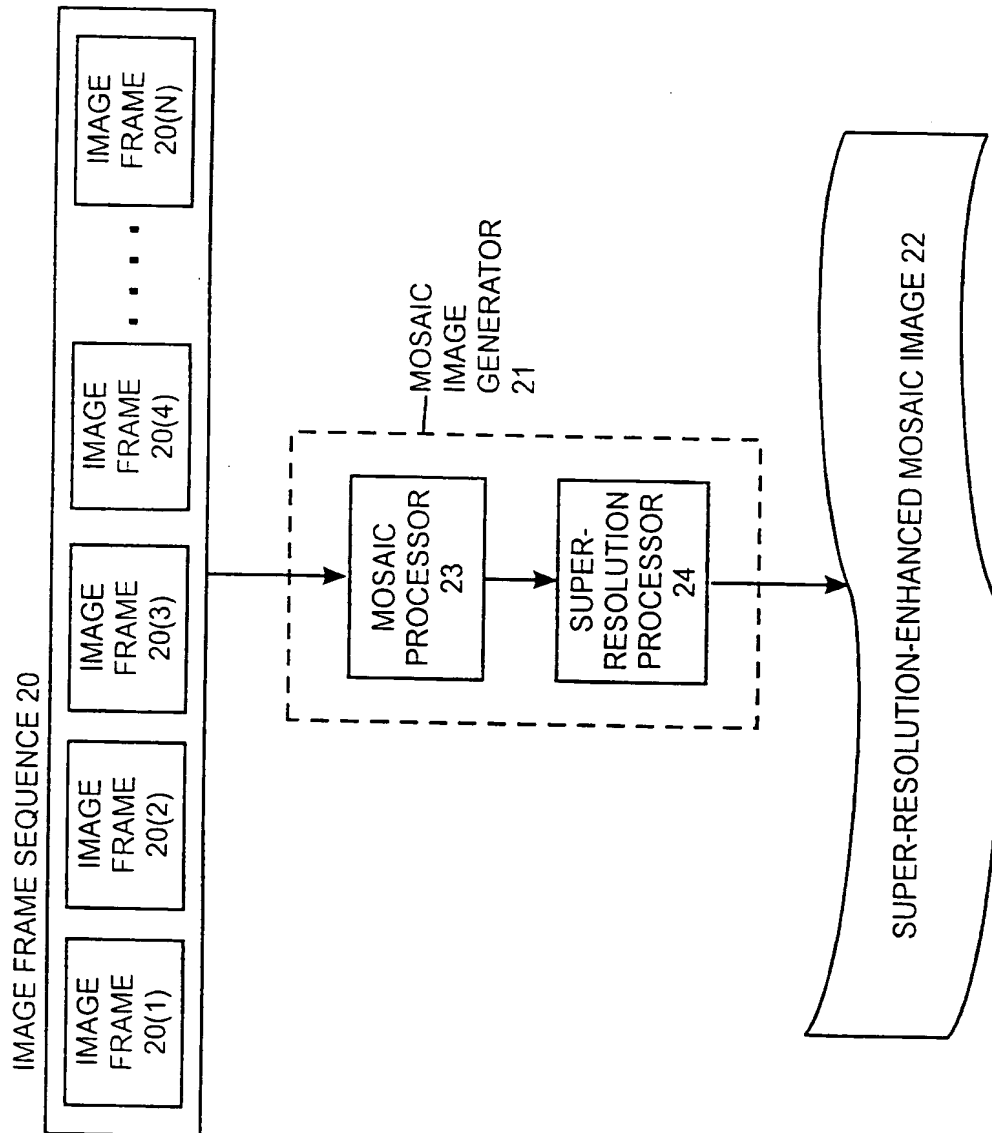 IMAGE FRAME SEQUENCE 20
IMAGE
FRAME
20(1)
IMAGE
FRAME
20(2)
IMAGE
FRAME
20(3)
IMAGE
FRAME
20(4)
IMAGE
FRAME
20(N)
MOSAIC
IMAGE
GENERATOR
21
MOSAIC
PROCESSOR
23
SUPER-
RESOLUTION
PROCESSOR
24
SUPER-RESOLUTION-ENHANCED MOSAIC IMAGE 22